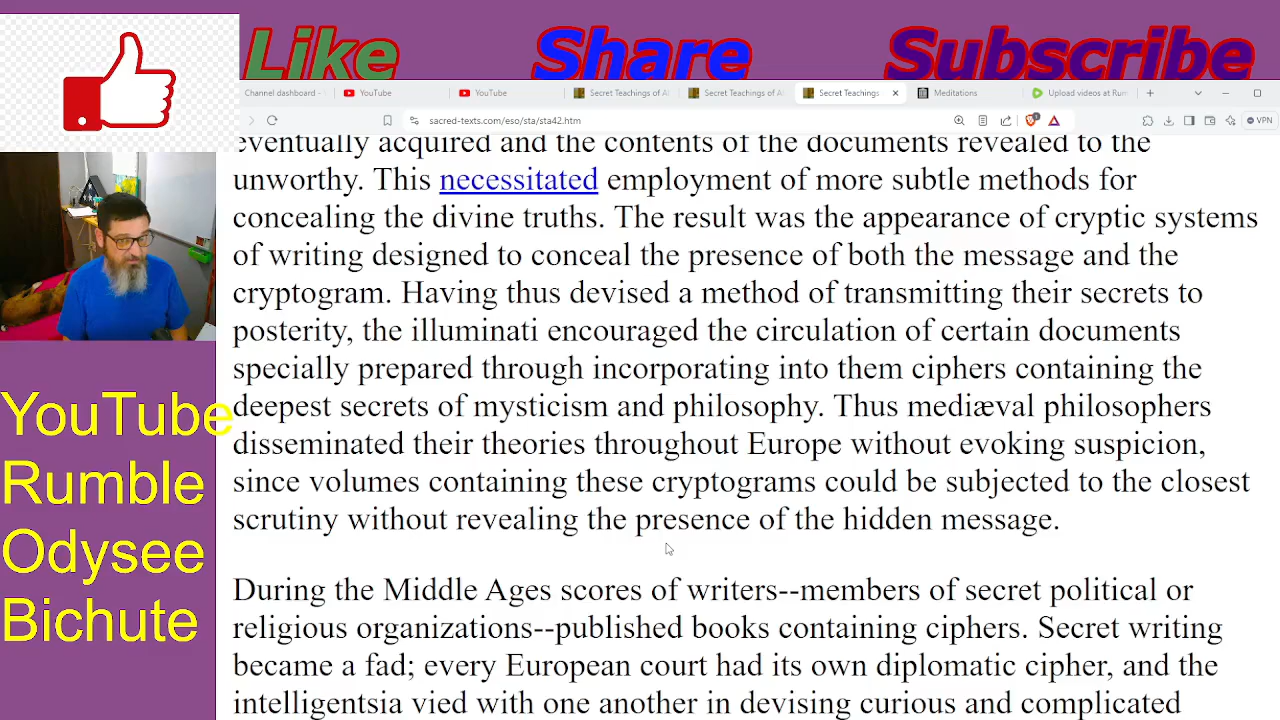 Like Share Subscribe
Channel dashboard - YouTube YouTube Secret Teachings of A Secret Teachings of A Secret Teachings Meditations Upload videos at Rum
secret-texts.com/eso/sta/sta42.htm VPN
eventually acquired and the contents of the documents revealed to the
unworthy. This necessitated employment of more subtle methods for
concealing the divine truths. The result was the appearance of cryptic systems
of writing designed to conceal the presence of both the message and the
cryptogram. Having thus devised a method of transmitting their secrets to
posterity, the illuminati encouraged the circulation of certain documents
specially prepared through incorporating into them ciphers containing the
deepest secrets of mysticism and philosophy. Thus mediæval philosophers
disseminated their theories throughout Europe without evoking suspicion,
since volumes containing these cryptograms could be subjected to the closest
scrutiny without revealing the presence of the hidden message.
During the Middle Ages scores of writers--members of secret political or
religious organizations--published books containing ciphers. Secret writing
became a fad; every European court had its own diplomatic cipher, and the
intelligentsia vied with one another in devising curious and complicated
YouTube
Rumble
Odysee
Bichute